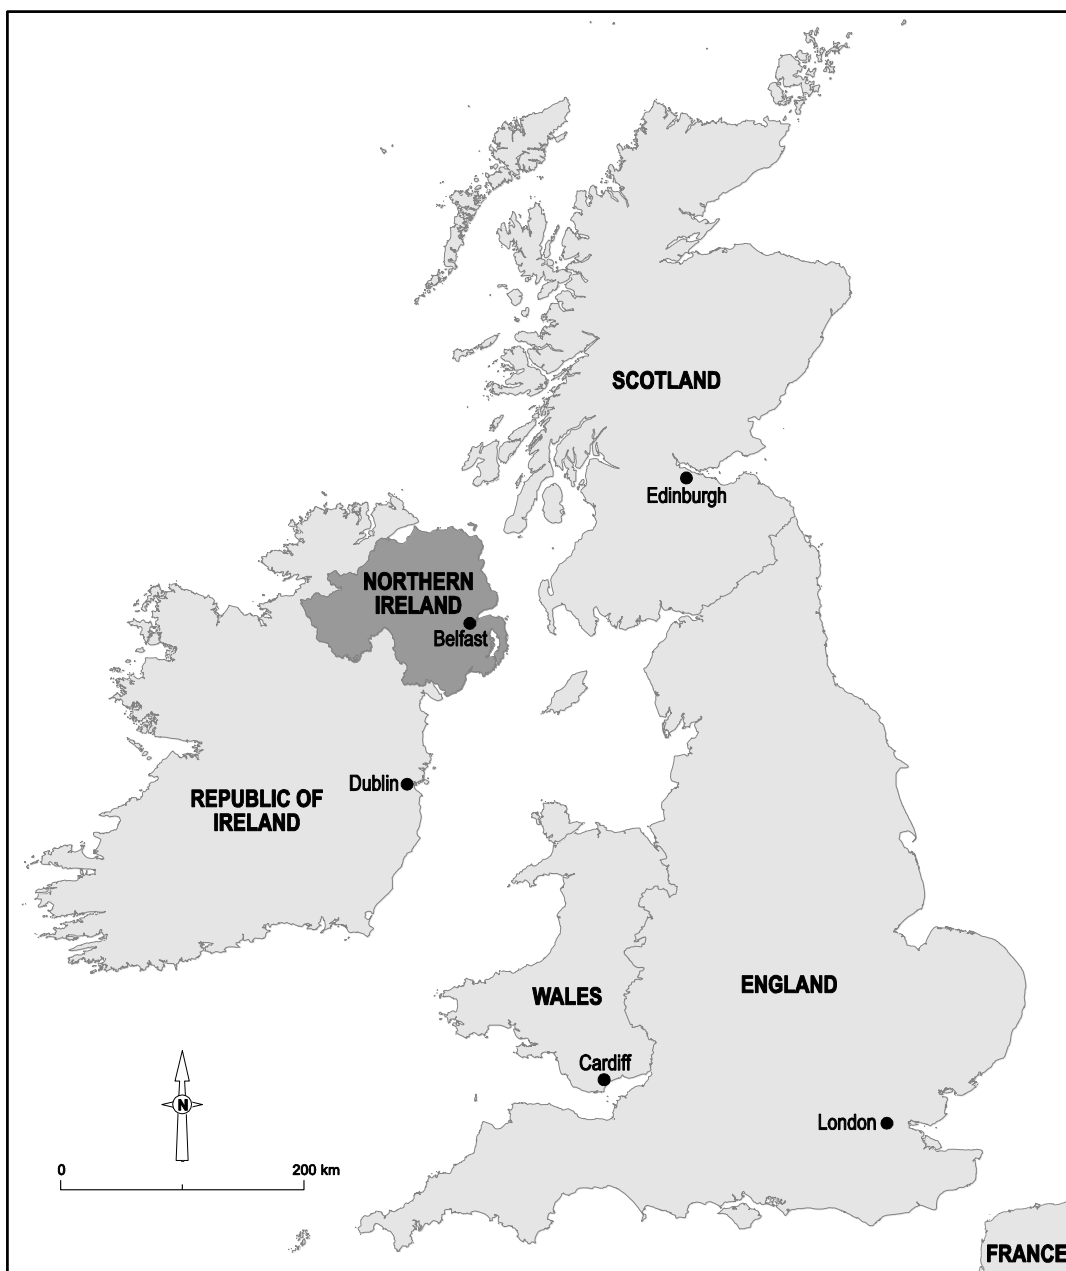 SCOTLAND
Edinburgh
NORTHERN
IRELAND
Belfast
Dublin
REPUBLIC OF
IRELAND
WALES
ENGLAND
Cardiff
London
N
0
200 km
FRANCE